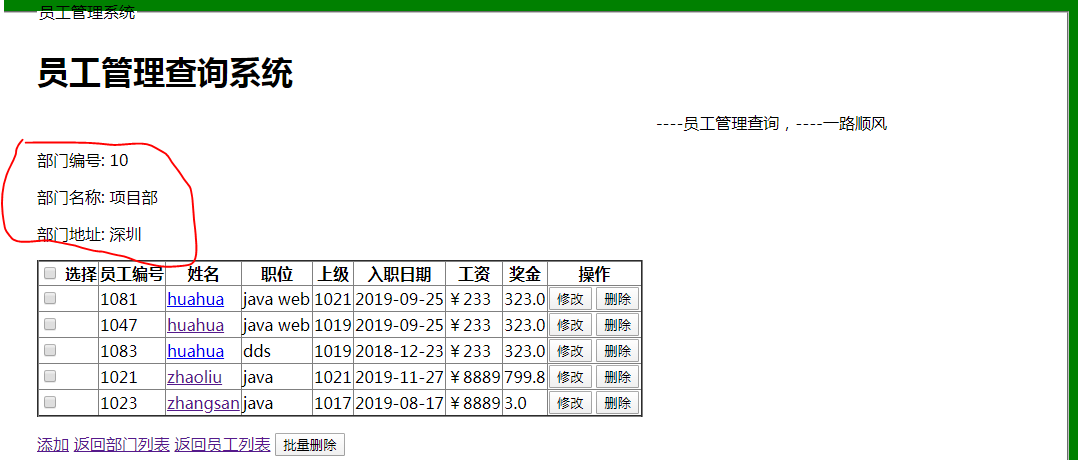 员工管理系统
员工管理查询系统
----员工管理查询，----一路顺风
部门编号: 10
部门名称: 项目部
部门地址: 深圳
选择 员工编号 姓名 职位 上级 入职日期 工资 奖金 操作
1081 huahua java web 1021 2019-09-25 ￥233 323.0 修改 删除
1047 huahua java web 1019 2019-09-25 ￥233 323.0 修改 删除
1083 huahua dds 1019 2018-12-23 ￥233 323.0 修改 删除
1021 zhaoliu java 1021 2019-11-27 ￥8889 799.8 修改 删除
1023 zhangsan java 1017 2019-08-17 ￥8889 3.0 修改 删除
添加 返回部门列表 返回员工列表 批量删除